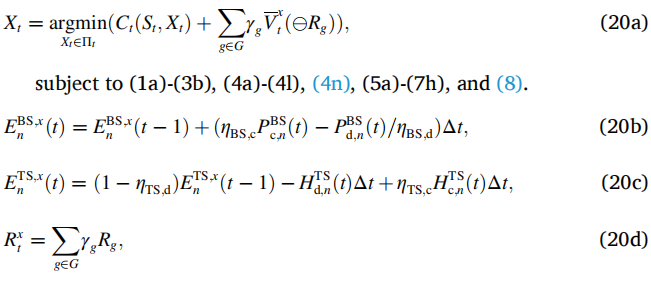 X_t = argmin_{X_t∈Π_t}(C_t(S_t, X_t) + ∑_{g∈G} γ_g V̅_t^x(⊖R_g)), (20a)
subject to (1a)-(3b), (4a)-(4l), (4n), (5a)-(7h), and (8).
E_n^{BS,x}(t) = E_n^{BS,x}(t − 1) + (η_{BS,c}P_{c,n}^{BS}(t) − P_{d,n}^{BS}(t)/η_{BS,d})Δt, (20b)
E_n^{TS,x}(t) = (1 − η_{TS,d})E_n^{TS,x}(t − 1) − H_{d,n}^{TS}(t)Δt + η_{TS,c}H_{c,n}^{TS}(t)Δt, (20c)
R_t^x = ∑_{g∈G} γ_g R_g, (20d)